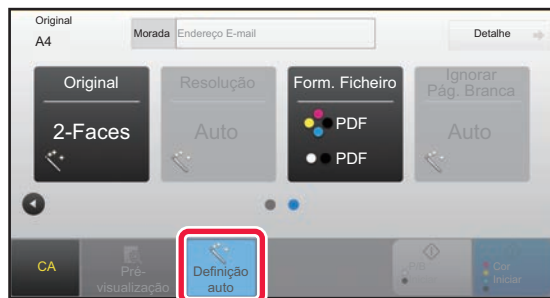 Original
A4
Morada
Endereço E-mail
Detalhe
Original
2-Faces
Resolução
Auto
Form. Ficheiro
PDF
PDF
Ignorar
Pág. Branca
Auto
CA
Pré-
visualização
Definição
auto
P/B
Iniciar
Cor
Iniciar